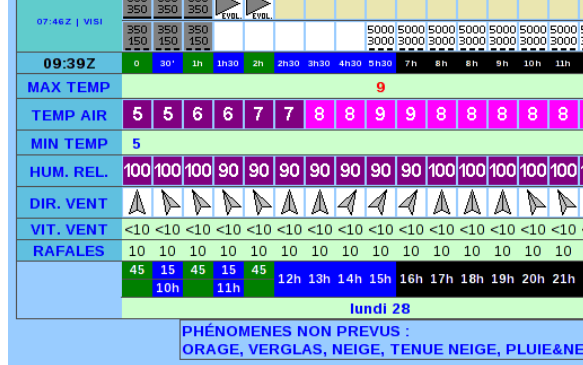 350 350 350
EVOL. EVOL.
07:46Z | VISI
350 350 350 5000 5000 5000 5000 5000 5000 5000
150 150 150 3000 3000 3000 3000 3000 3000 3000
09:39Z 0 30' 1h 1h30 2h 2h30 3h30 4h30 5h30 7h 8h 8h 9h 10h 11h
MAX TEMP 9
TEMP AIR 5 5 6 6 7 7 8 8 9 9 8 8 8 8 8
MIN TEMP 5
HUM. REL. 100 100 100 90 90 90 90 90 90 90 100 100 100 100 100
DIR. VENT
VIT. VENT <10 <10 <10 <10 <10 <10 <10 <10 <10 <10 <10 <10 <10 <10 <10
RAFALES 10 10 10 10 10 10 10 10 10 10 10 10 10 10 10
45 15 45 15 45 12h 13h 14h 15h 16h 17h 18h 19h 20h 21h
10h 11h
lundi 28
PHÉNOMENES NON PREVUS :
ORAGE, VERGLAS, NEIGE, TENUE NEIGE, PLUIE&NE